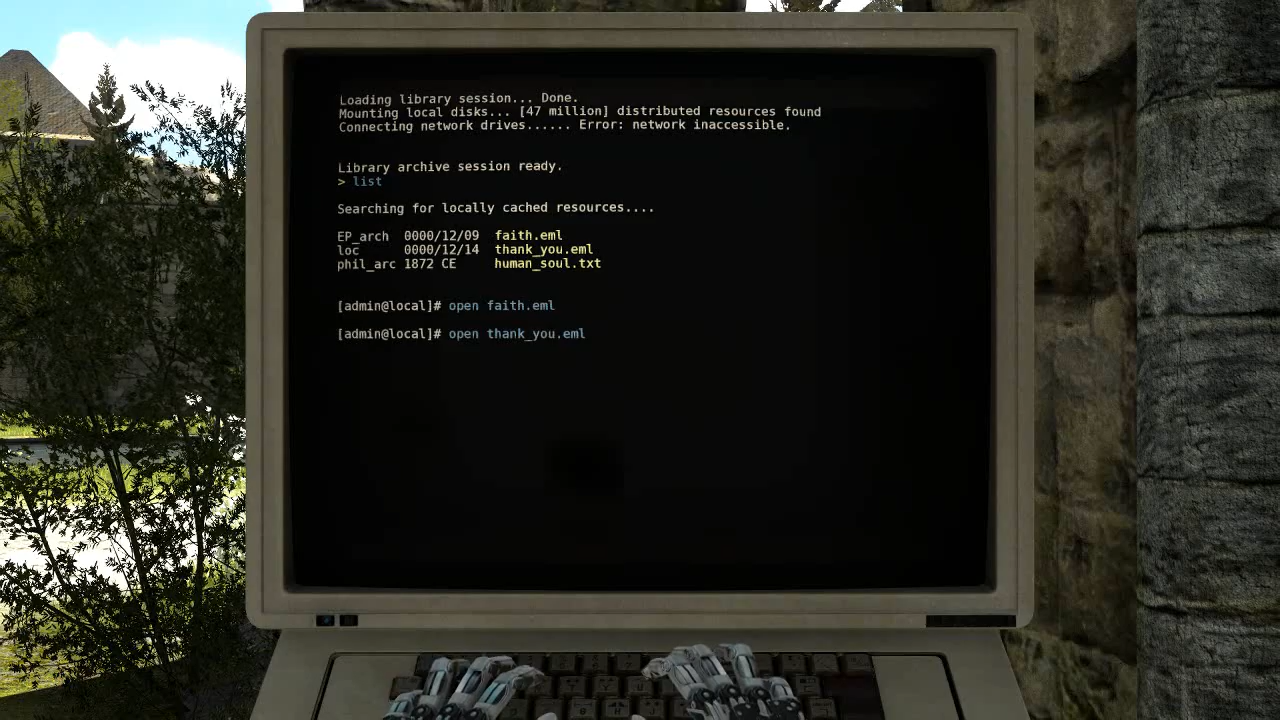 Loading library session... Done.
Mounting local disks... [47 million] distributed resources found
Connecting network drives...... Error: network inaccessible.
Library archive session ready.
> list
Searching for locally cached resources....
EP_arch 0000/12/09 faith.eml
loc 0000/12/14 thank_you.eml
phil_arc 1872 CE human_soul.txt
[admin@local]# open faith.eml
[admin@local]# open thank_you.eml